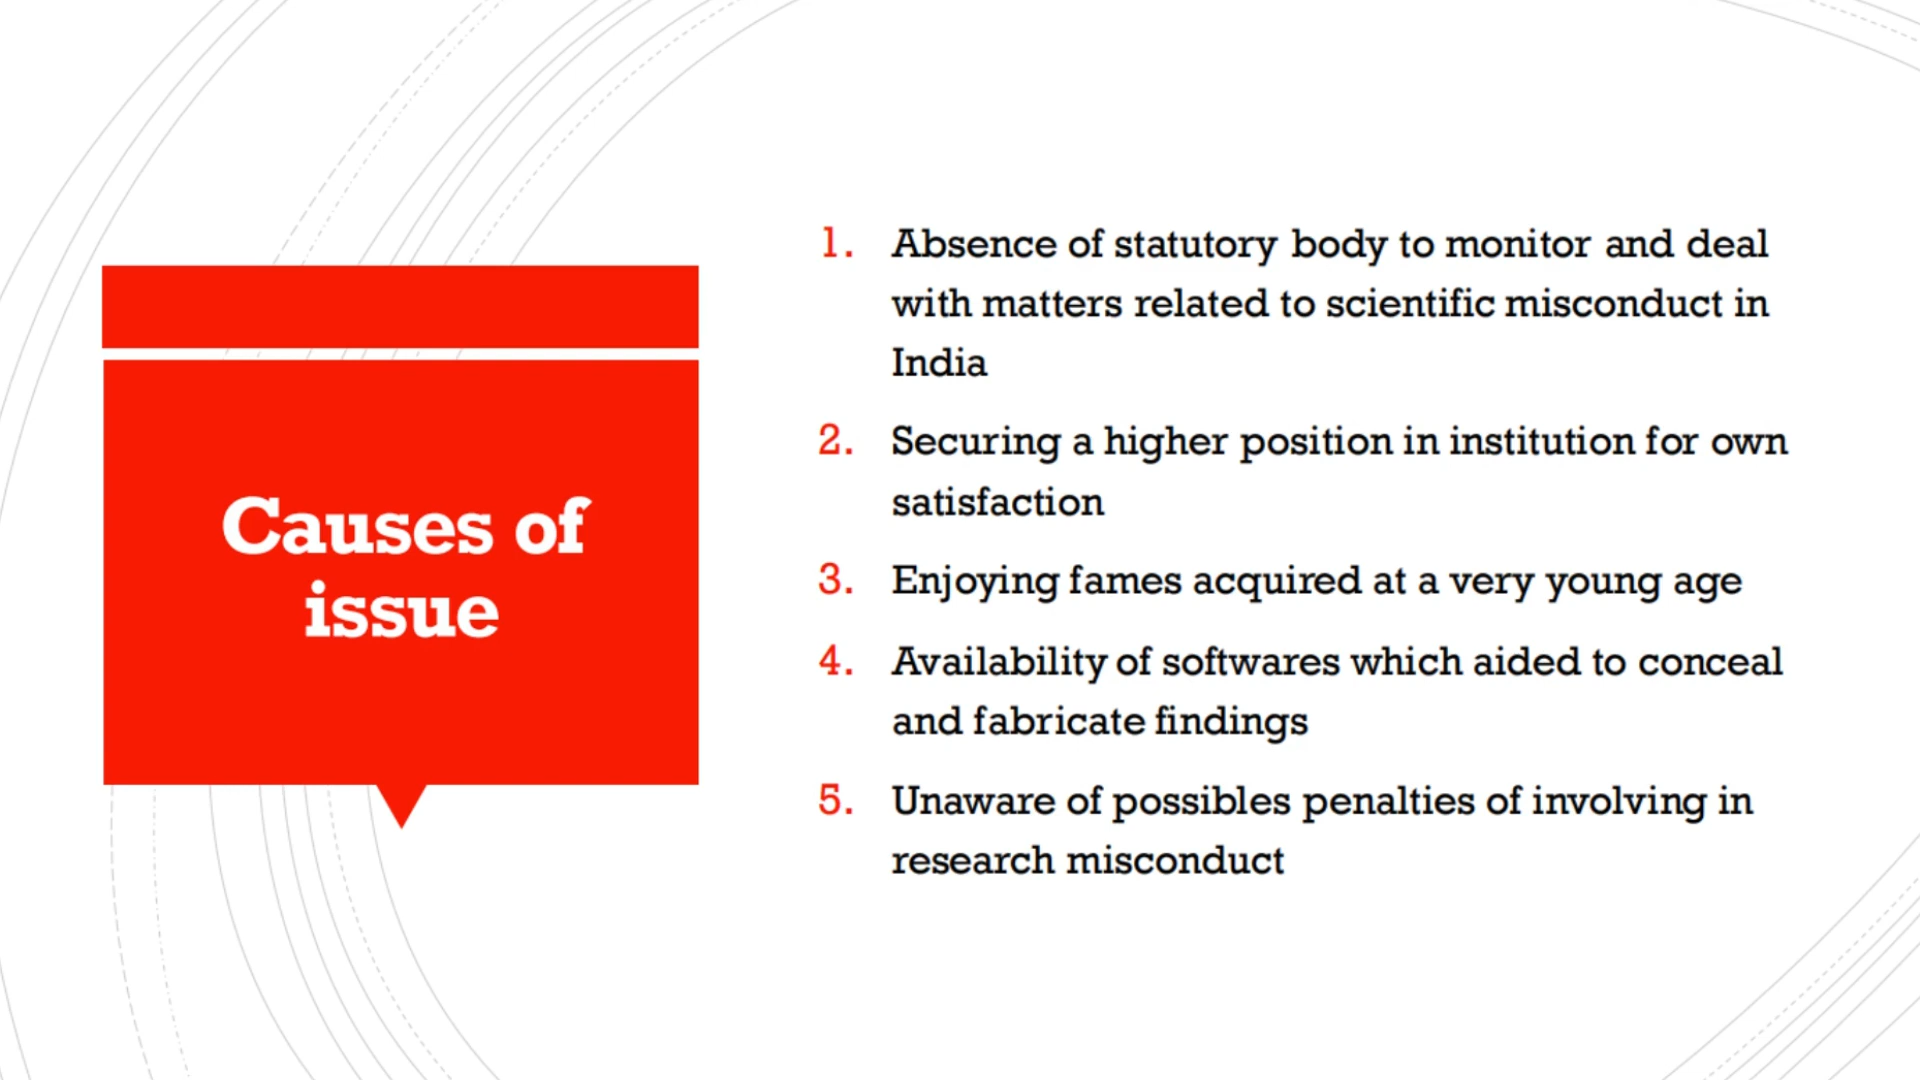 Causes of
issue
1. Absence of statutory body to monitor and deal
with matters related to scientific misconduct in
India
2. Securing a higher position in institution for own
satisfaction
3. Enjoying fames acquired at a very young age
4. Availability of softwares which aided to conceal
and fabricate findings
5. Unaware of possibles penalties of involving in
research misconduct